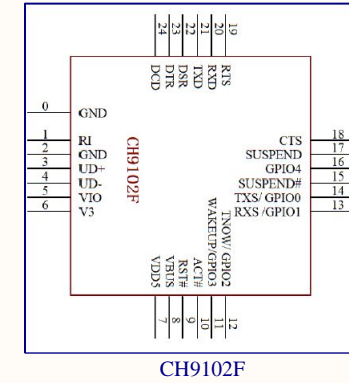 24 23 22 21 20 19
DCD DTR DSR TXD RXD RTS
0 GND
1 RI
2 GND
3 UD+
4 UD-
5 VIO
6 V3
CH9102F
CTS 18
SUSPEND 17
GPIO4 16
SUSPEND# 15
TXS/ GPIO0 14
RXS /GPIO1 13
VDD5 VBUS RST# ACT# WAKEUP/GPIO3 TNOW/ GPIO2
7 8 9 10 11 12
CH9102F